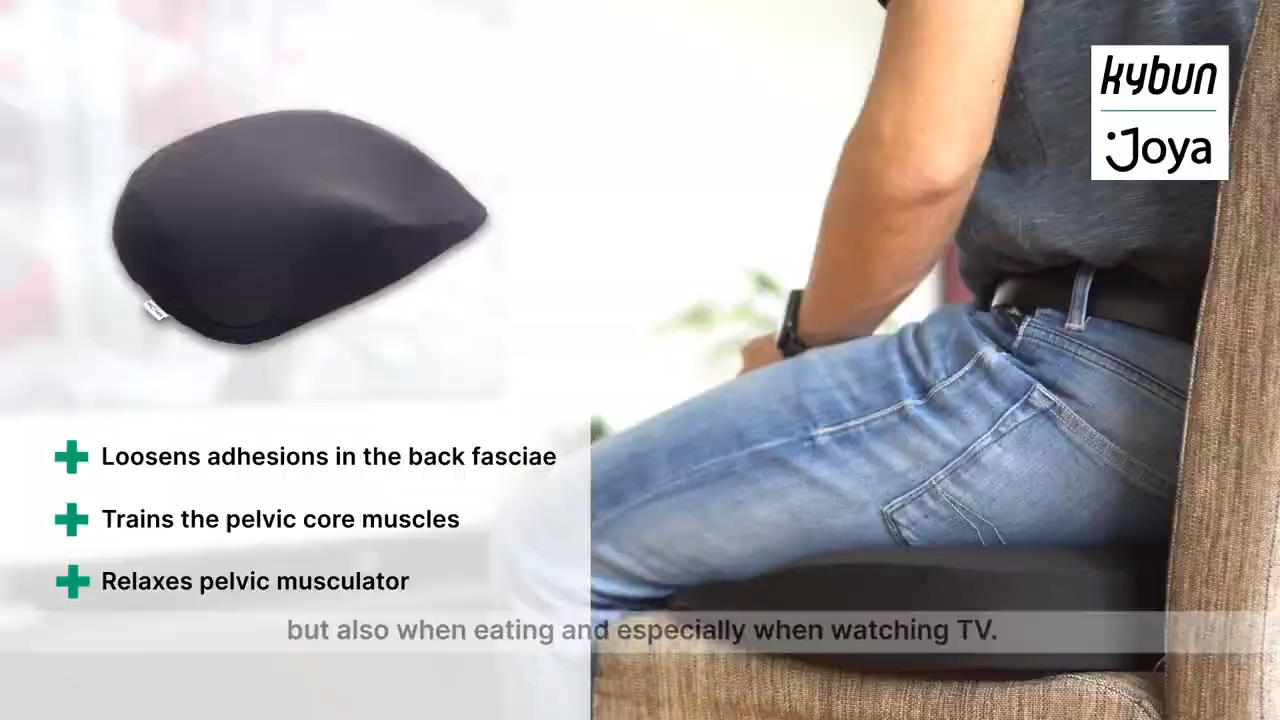 kybun
Joya
Loosens adhesions in the back fasciae
Trains the pelvic core muscles
Relaxes pelvic musculator
but also when eating and especially when watching TV.